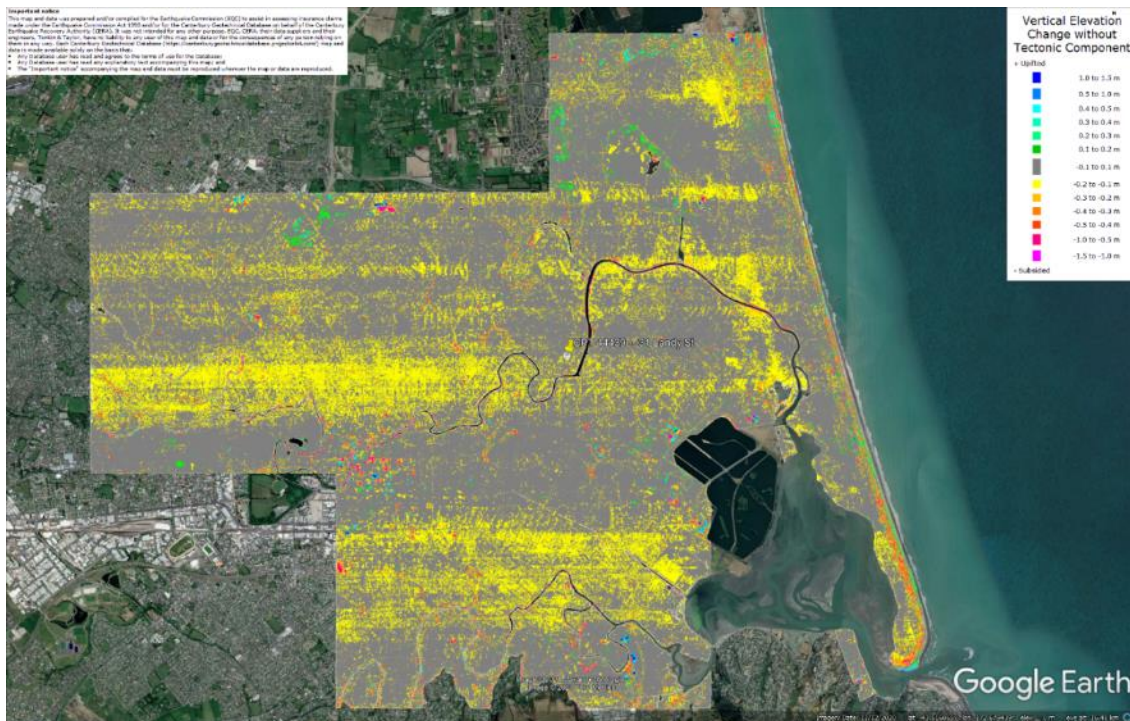 Important notice
This map and data was prepared and/or compiled for the Earthquake Commission (EQC) to assist in assessing insurance claims
made under the Earthquake Commission Act 1993 and/or for the Canterbury Geotechnical Database on behalf of the Canterbury
Earthquake Recovery Authority (CERA). It was not intended for any other purpose. EQC, CERA, their data suppliers and their
engineers, Tonkin & Taylor, have no liability to any user of this map and data or for the consequences of any person relying on
them in any way. Each Canterbury Geotechnical Database map and
data is made available solely on the basis that:
• Any Database user has read and agreed to the terms of use for the Database;
• Any Database user has read any explanatory text accompanying this map; and
• The "Important notice" accompanying the map and data must be reproduced wherever the map or data are reproduced.
Vertical Elevation
Change without
Tectonic Component
Uplifted
0.5 to 1.0 m
0.4 to 0.5 m
0.3 to 0.4 m
0.2 to 0.3 m
0.1 to 0.2 m
-0.1 to 0.1 m
-0.2 to -0.1 m
-0.3 to -0.2 m
-0.4 to -0.3 m
-0.5 to -0.4 m
-1.0 to -0.5 m
-1.5 to -1.0 m
Subsided
Google Earth